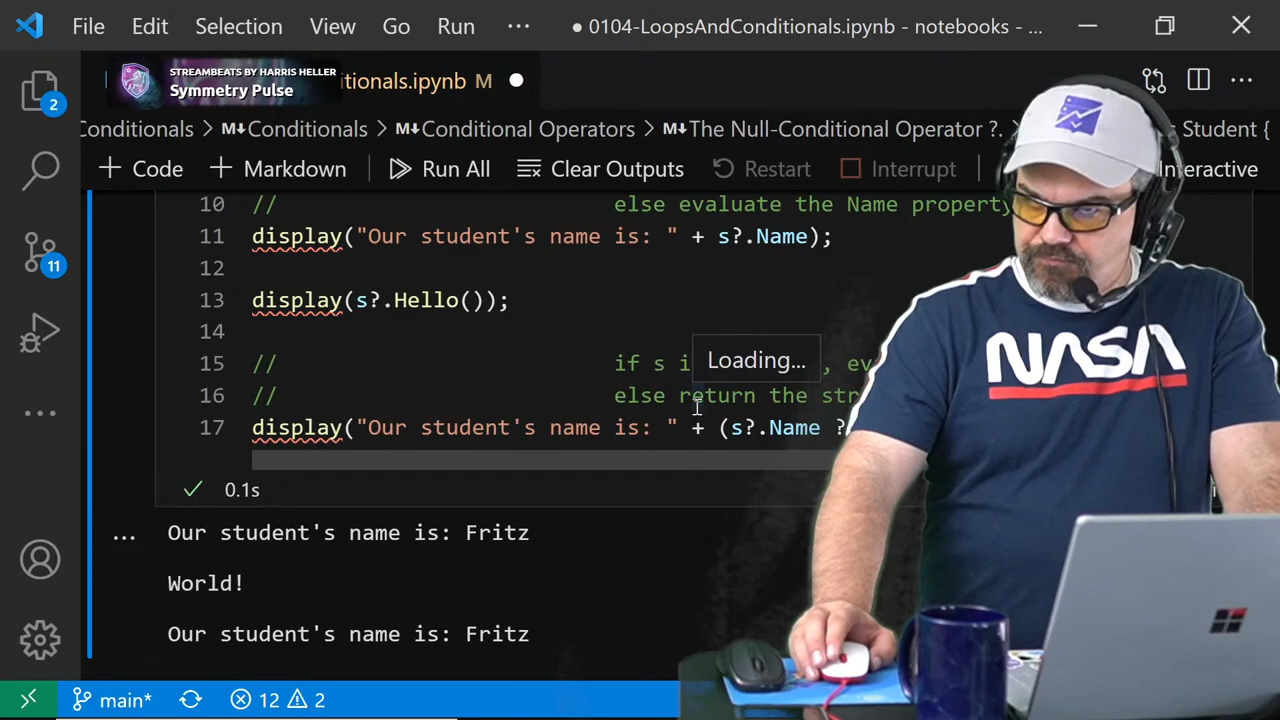 File Edit Selection View Go Run ··· ● 0104-LoopsAndConditionals.ipynb - notebooks - ...
STREAMBEATS BY HARRIS HELLER
Symmetry Pulse
itionals.ipynb M
Conditionals > M↓Conditionals > M↓Conditional Operators > M↓The Null-Conditional Operator ?. Student {
+ Code + Markdown Run All Clear Outputs Restart Interrupt Interactive
2
11
10 // else evaluate the Name property
11 display("Our student's name is: " + s?.Name);
12
13 display(s?.Hello());
14
15 // if s i , ev
Loading...
16 // else return the str
17 display("Our student's name is: " + (s?.Name ?
✓ 0.1s
... Our student's name is: Fritz
World!
Our student's name is: Fritz
main* 12 2
NASA